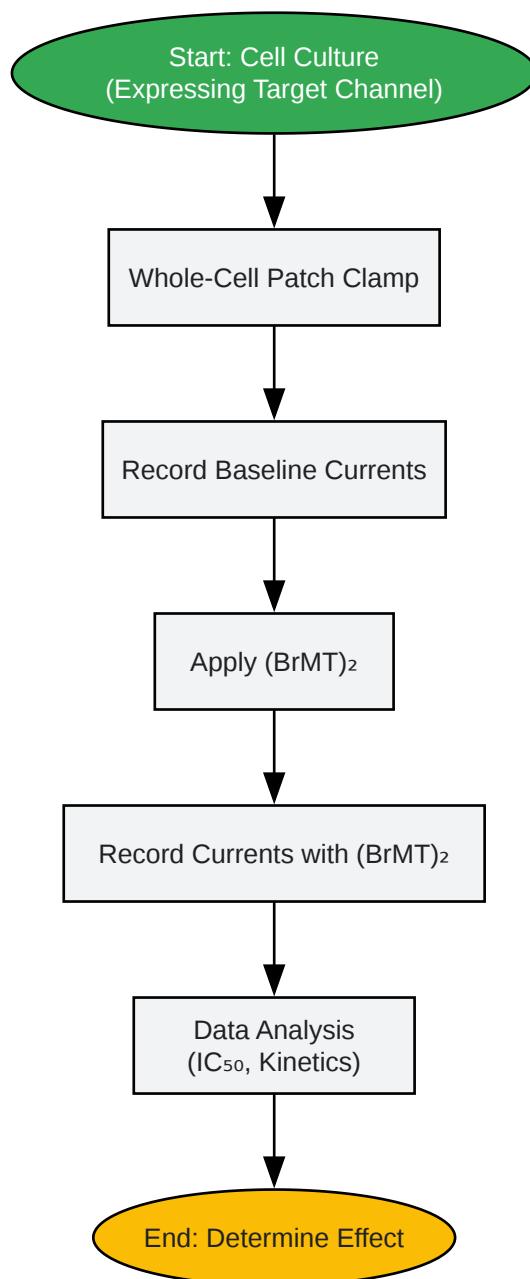 Start: Cell Culture
(Expressing Target Channel)
Whole-Cell Patch Clamp
Record Baseline Currents
Apply (BrMT)₂
Record Currents with (BrMT)₂
Data Analysis
(IC₅₀, Kinetics)
End: Determine Effect